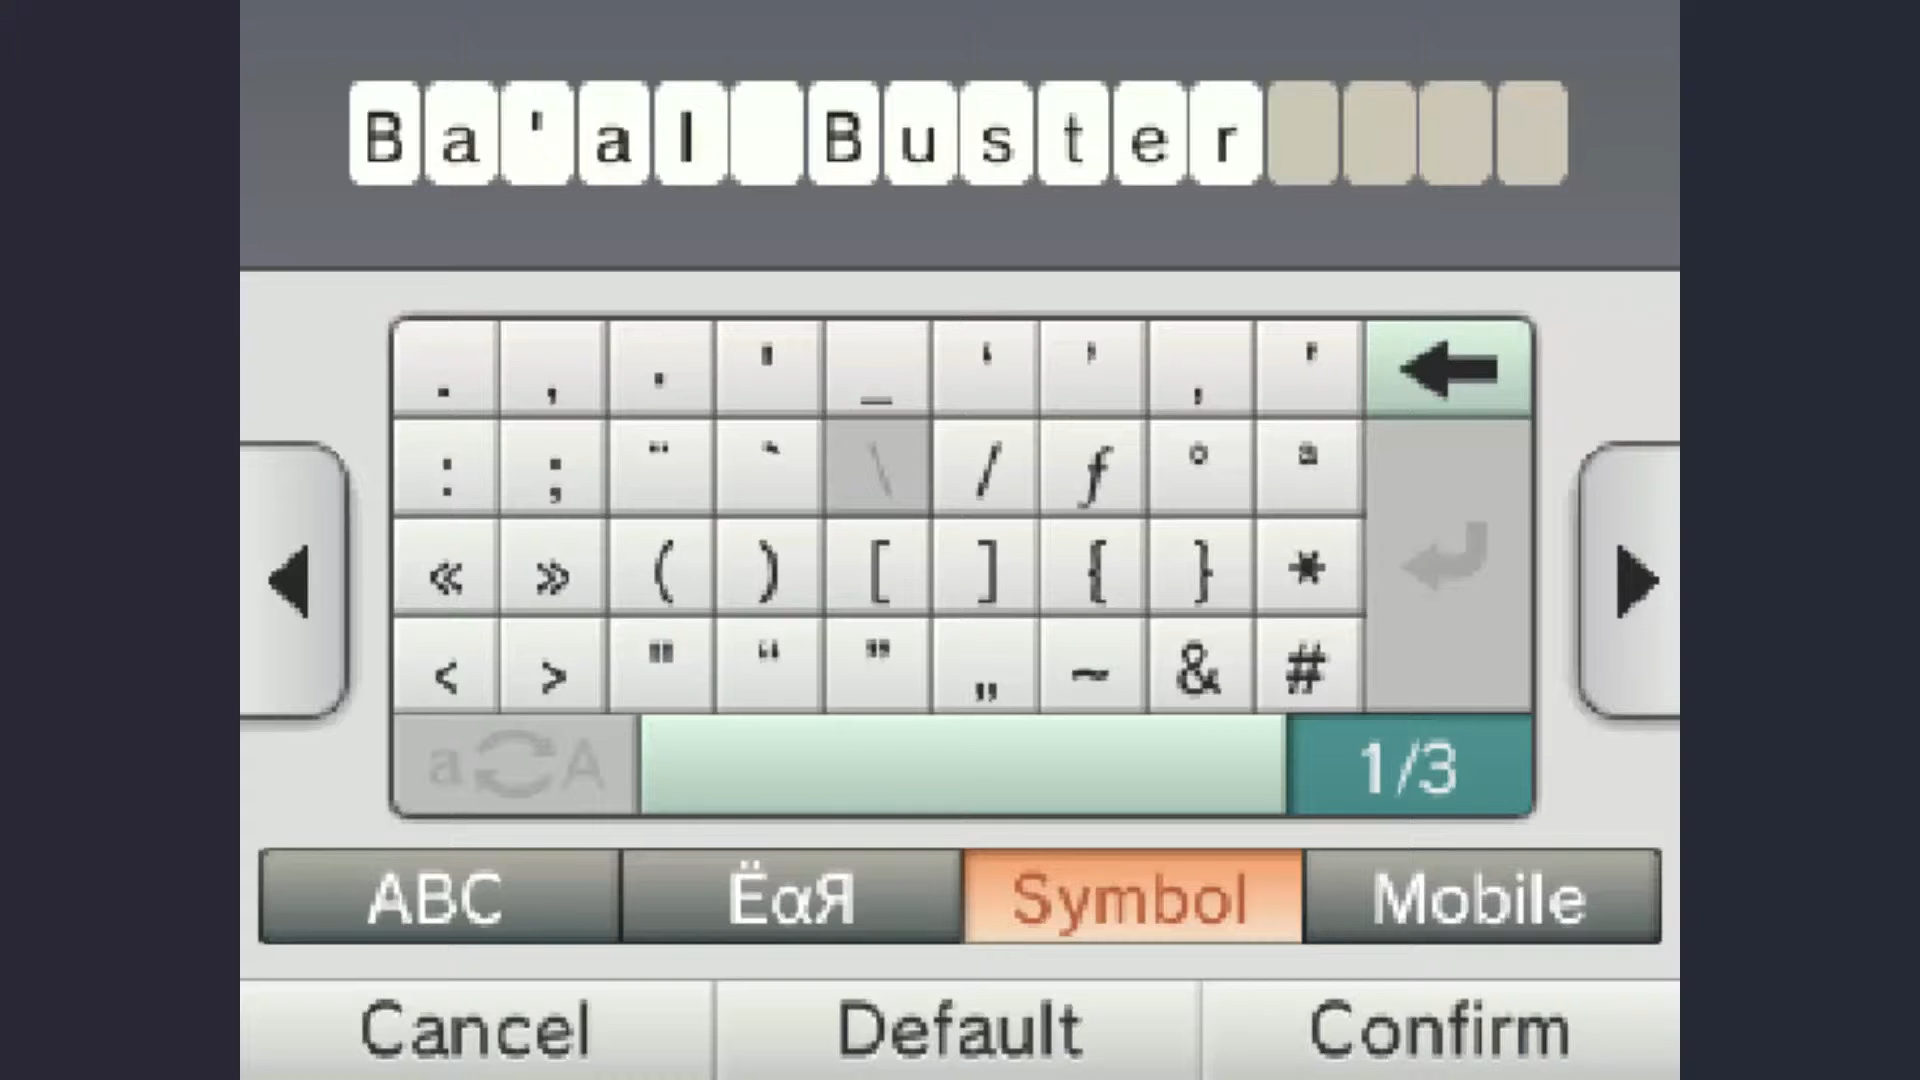 Ba'al Buster
. , · ' _ ‘ ’ ‚ '
: ; ¨ ` \ / ƒ º ª
« » ( ) [ ] { } *
< > " “ ” „ ~ & #
a A 1/3
ABC ËαЯ Symbol Mobile
Cancel Default Confirm